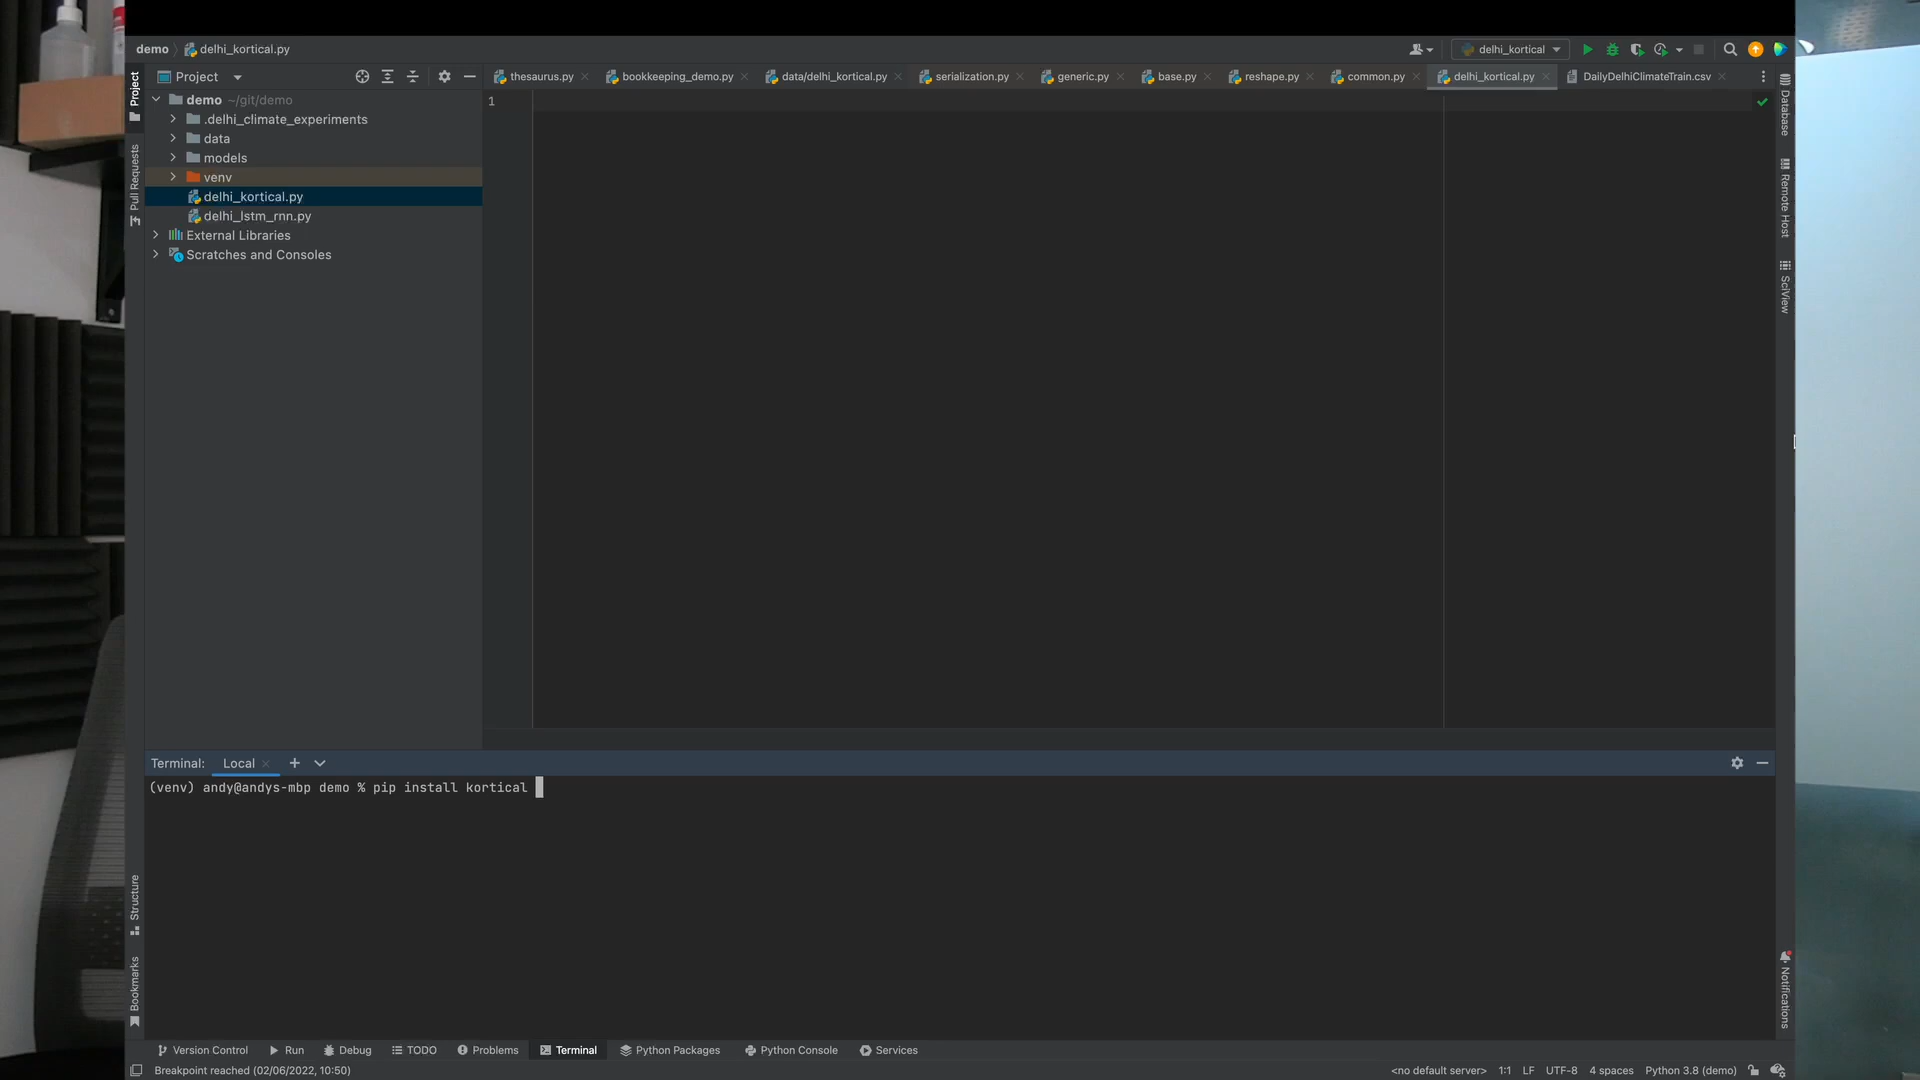 demo
delhi_kortical.py
delhi_kortical
Project
Project
thesaurus.py
bookkeeping_demo.py
data/delhi_kortical.py
serialization.py
generic.py
base.py
reshape.py
common.py
delhi_kortical.py
DailyDelhiClimateTrain.csv
demo ~/git/demo
.delhi_climate_experiments
data
models
venv
delhi_kortical.py
delhi_lstm_rnn.py
External Libraries
Scratches and Consoles
1
Pull Requests
Structure
Bookmarks
Database
Remote Host
SciView
Notifications
Terminal: Local
(venv) andy@andys-mbp demo % pip install kortical
Version Control Run Debug TODO Problems Terminal Python Packages Python Console Services
Breakpoint reached (02/06/2022, 10:50)
<no default server> 1:1 LF UTF-8 4 spaces Python 3.8 (demo)